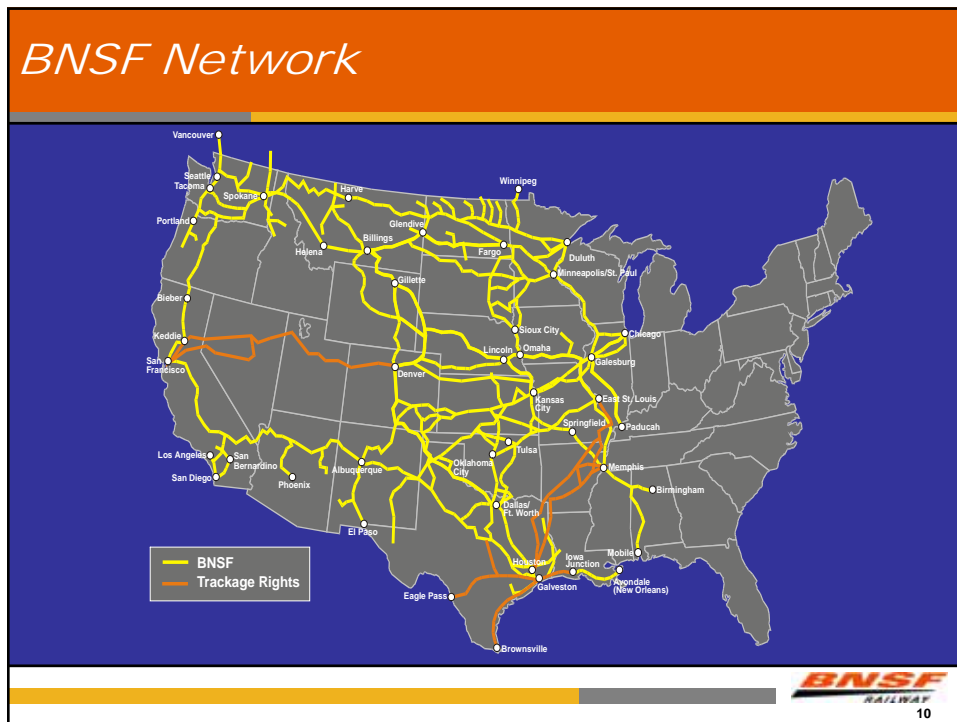 BNSF Network
Vancouver
Seattle
Tacoma
Spokane
Harve
Winnipeg
Portland
Glendive
Billings
Helena
Fargo
Duluth
Minneapolis/St. Paul
Gillette
Bieber
Keddie
San
Francisco
Sioux City
Chicago
Lincoln
Omaha
Galesburg
Denver
Kansas
City
East St. Louis
Springfield
Paducah
Los Angeles
San
Bernardino
Tulsa
Oklahoma
City
Albuquerque
Memphis
San Diego
Phoenix
Birmingham
Dallas/
Ft. Worth
El Paso
Houston
Iowa
Junction
Mobile
Avondale
(New Orleans)
Galveston
Eagle Pass
Brownsville
BNSF
Trackage Rights
BNSF
RAILWAY
10